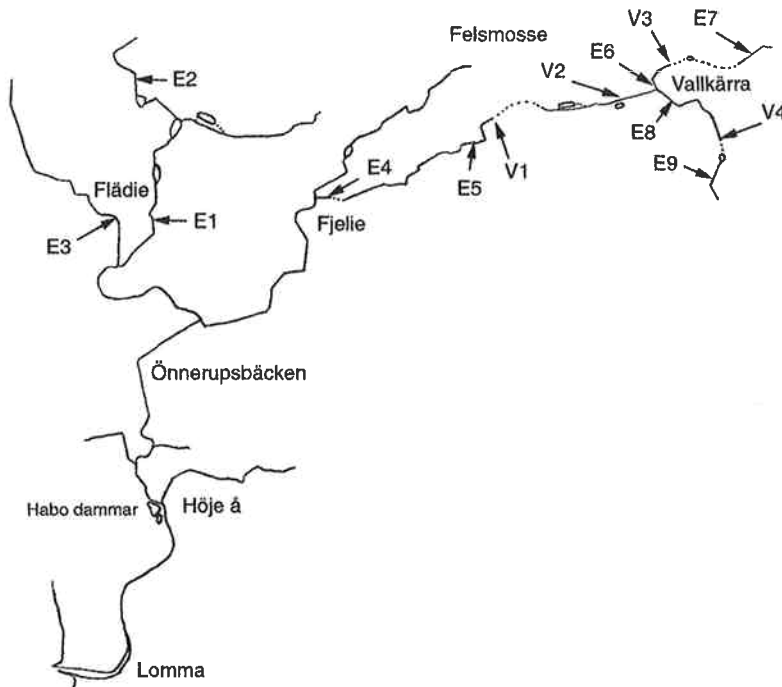 E7
V3
Felsmosse
E6
E2
V2
Vallkärra
V4
E8
E9
E4
E5
V1
Flädie
E1
Fjelie
E3
Önnerupsbäcken
Habo dammar
Höje å
Lomma